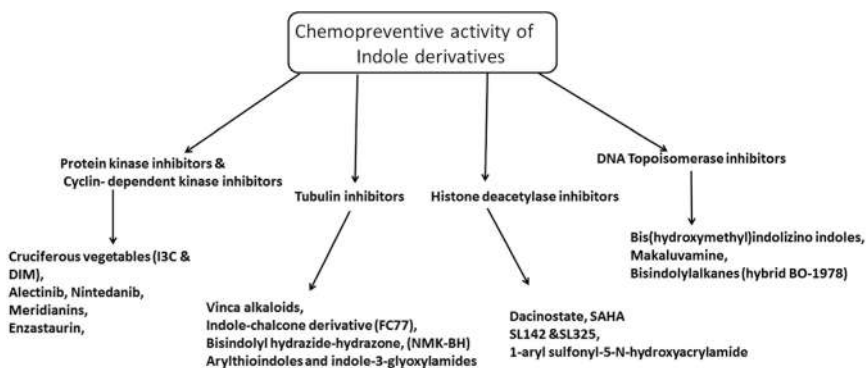 Chemopreventive activity of
Indole derivatives
Protein kinase inhibitors &
Cyclin- dependent kinase inhibitors
Tubulin inhibitors
Histone deacetylase inhibitors
DNA Topoisomerase inhibitors
Cruciferous vegetables (I3C &
DIM),
Alectinib, Nintedanib,
Meridianins,
Enzastaurin,
Vinca alkaloids,
Indole-chalcone derivative (FC77),
Bisindolyl hydrazide-hydrazone, (NMK-BH)
Arylthioindoles and indole-3-glyoxylamides
Dacinostate, SAHA
SL142 &SL325,
1-aryl sulfonyl-5-N-hydroxyacrylamide
Bis(hydroxymethyl)indolizino indoles,
Makaluvamine,
Bisindolylalkanes (hybrid BO-1978)